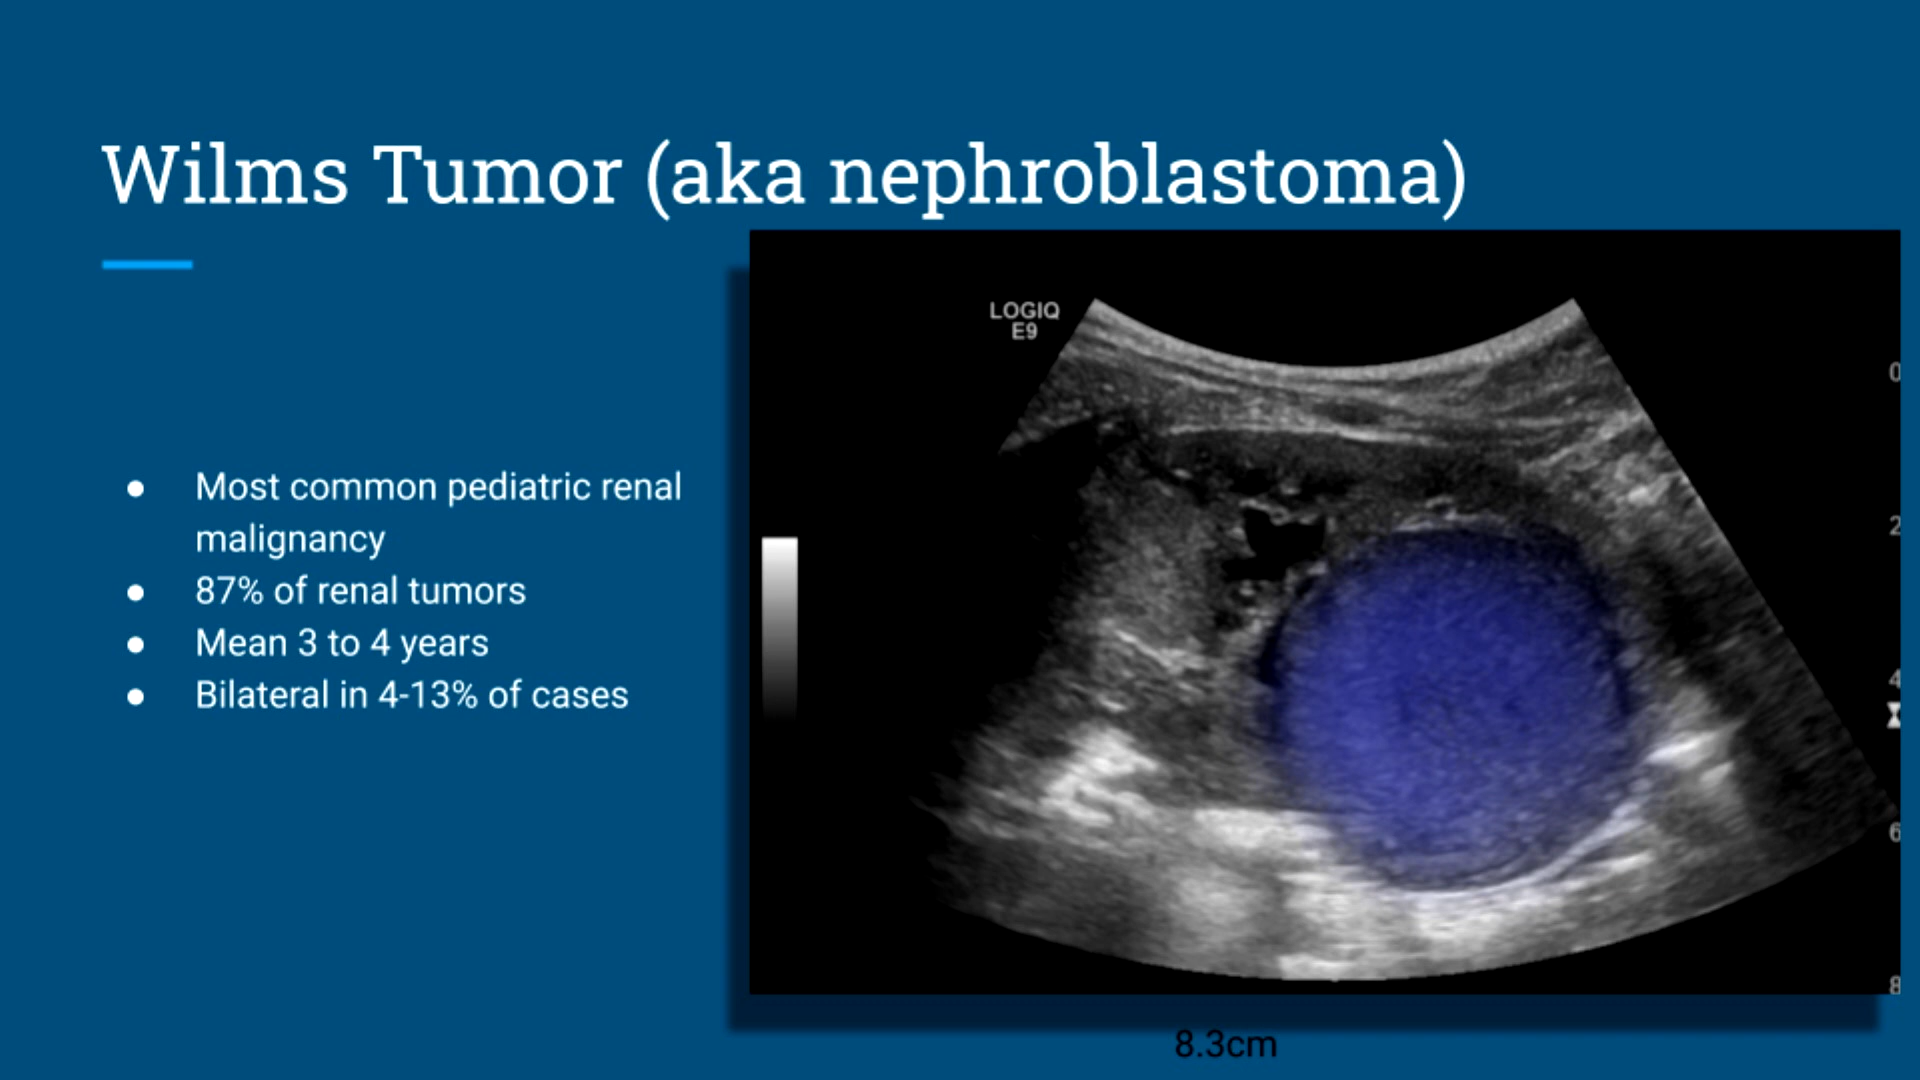 Wilms Tumor (aka nephroblastoma)
LOGIQ
E9
0
2
4
6
8
● Most common pediatric renal
malignancy
● 87% of renal tumors
● Mean 3 to 4 years
● Bilateral in 4-13% of cases
8.3cm